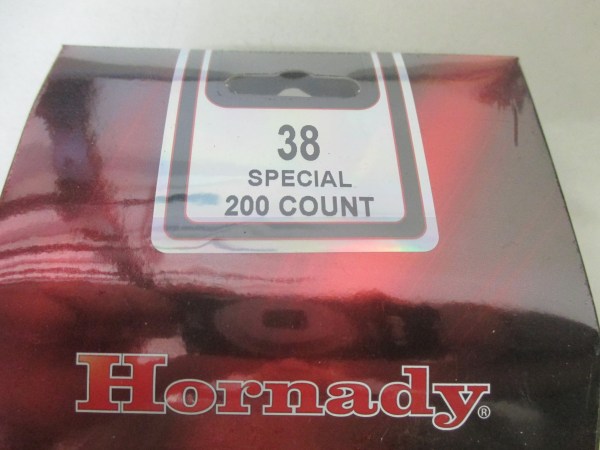 38
SPECIAL
200 COUNT
Hornady®